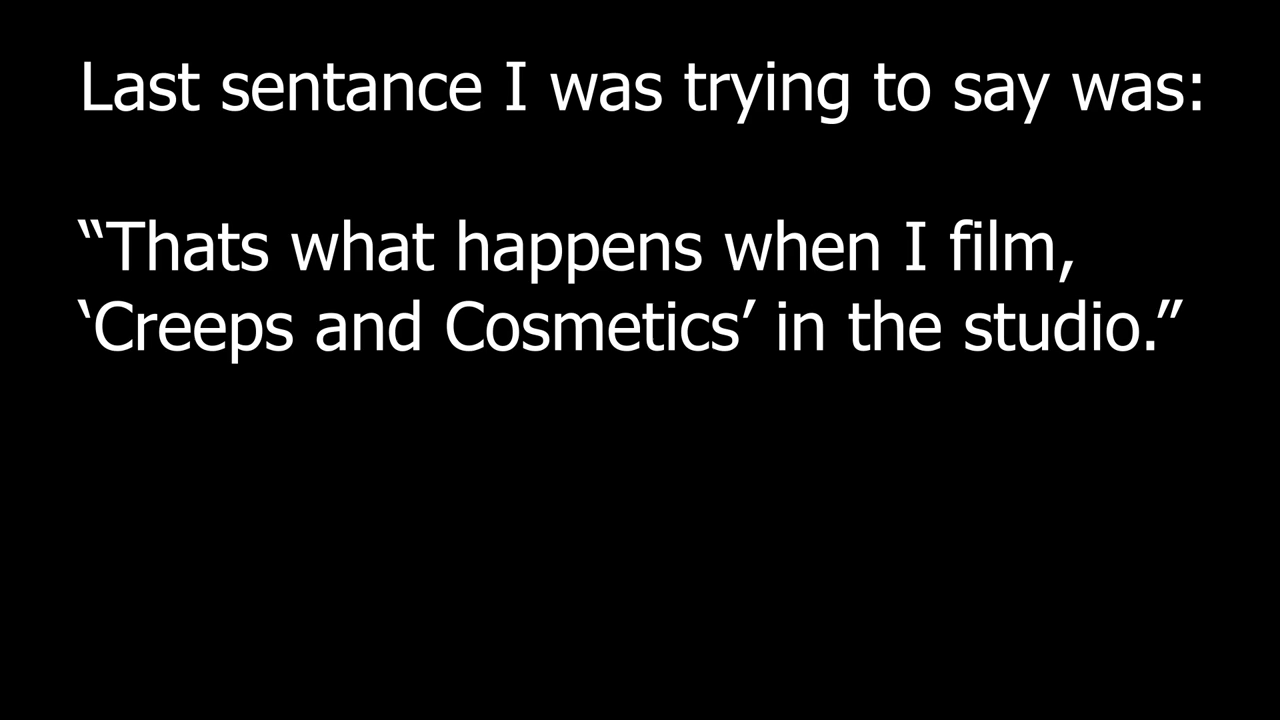 Last sentance I was trying to say was:
“Thats what happens when I film,
‘Creeps and Cosmetics’ in the studio.”